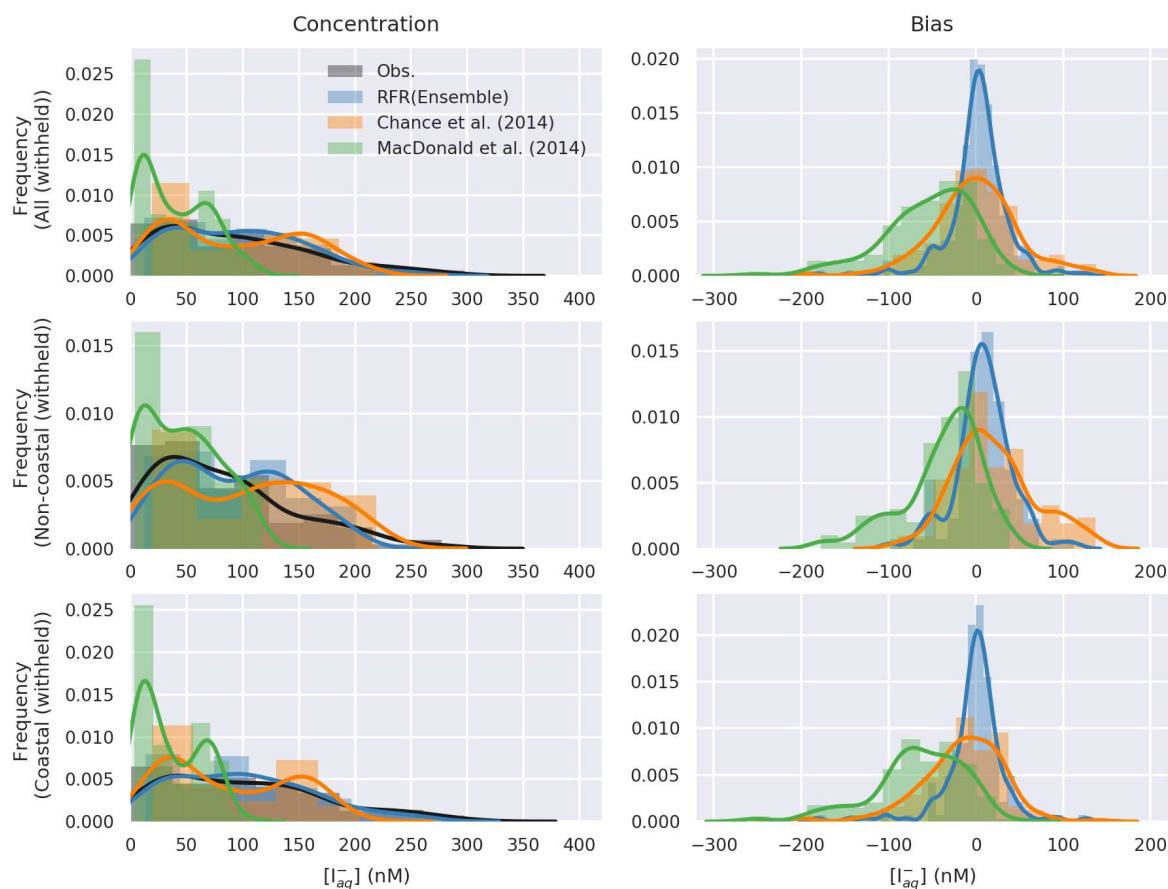 Concentration
Bias
Frequency
(All (withheld))
0.025
0.020
0.015
0.010
0.005
0.000
Obs.
RFR(Ensemble)
Chance et al. (2014)
MacDonald et al. (2014)
0 50 100 150 200 250 300 350 400
0.020
0.015
0.010
0.005
0.000
−300 −200 −100 0 100 200
Frequency
(Non-coastal (withheld))
0.015
0.010
0.005
0.000
0 50 100 150 200 250 300 350 400
0.015
0.010
0.005
0.000
−300 −200 −100 0 100 200
Frequency
(Coastal (withheld))
0.025
0.020
0.015
0.010
0.005
0.000
0 50 100 150 200 250 300 350 400
[I⁻aq] (nM)
0.020
0.015
0.010
0.005
0.000
−300 −200 −100 0 100 200
[I⁻aq] (nM)